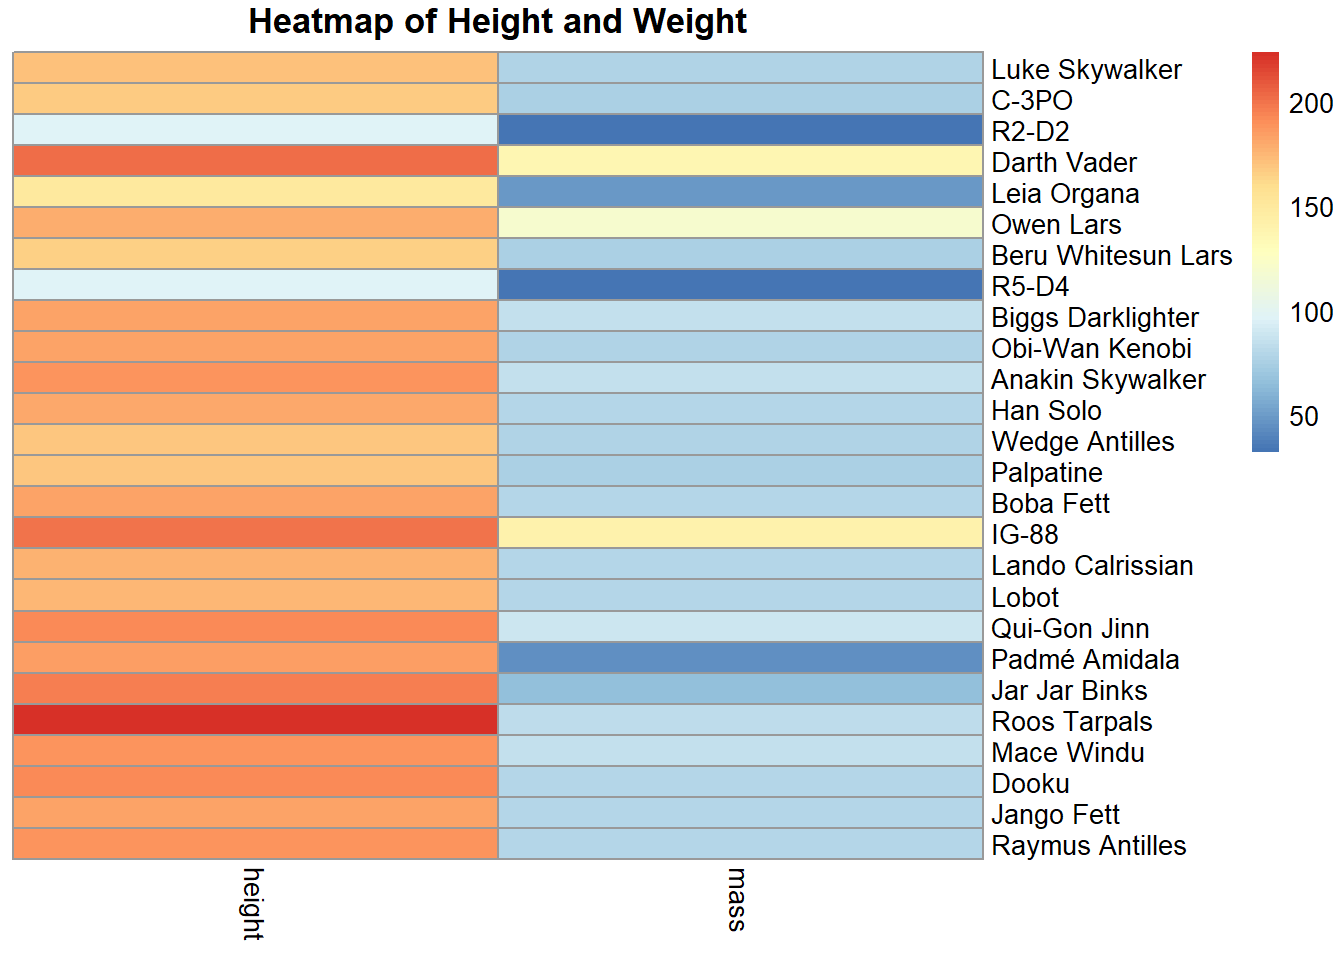 Heatmap of Height and Weight
Luke Skywalker
C-3PO
R2-D2
Darth Vader
Leia Organa
Owen Lars
Beru Whitesun Lars
R5-D4
Biggs Darklighter
Obi-Wan Kenobi
Anakin Skywalker
Han Solo
Wedge Antilles
Palpatine
Boba Fett
IG-88
Lando Calrissian
Lobot
Qui-Gon Jinn
Padmé Amidala
Jar Jar Binks
Roos Tarpals
Mace Windu
Dooku
Jango Fett
Raymus Antilles
200
150
100
50
height
mass